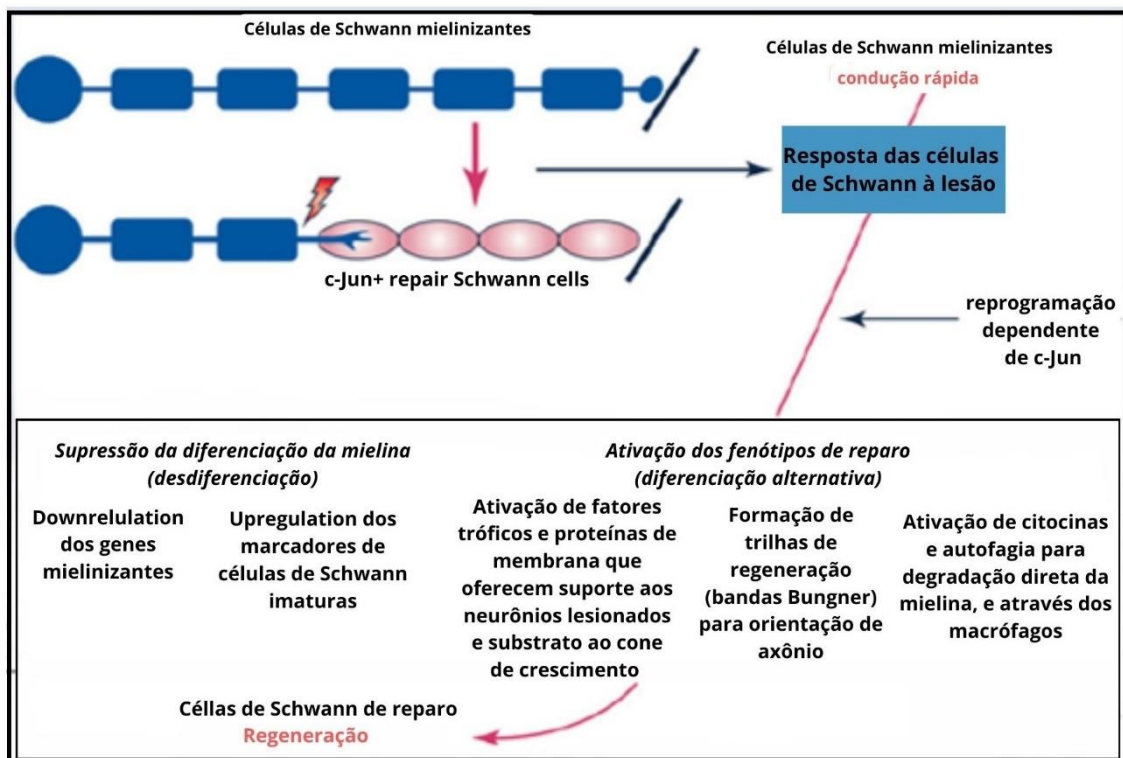 Células de Schwann mielinizantes
Células de Schwann mielinizantes
condução rápida
Resposta das células
de Schwann à lesão
c-Jun+ repair Schwann cells
reprogramação
dependente
de c-Jun
Supressão da diferenciação da mielina
(desdiferenciação)
Downrelulation
dos genes
mielinizantes
Upregulation dos
marcadores de
células de Schwann
imaturas
Ativação dos fenótipos de reparo
(diferenciação alternativa)
Ativação de fatores
tróficos e proteínas de
membrana que
oferecem suporte aos
neurônios lesionados
e substrato ao cone
de crescimento
Formação de
trilhas de
regeneração
(bandas Bungner)
para orientação de
axônio
Ativação de citocinas
e autofagia para
degradação direta da
mielina, e através dos
macrófagos
Céllas de Schwann de reparo
Regeneração